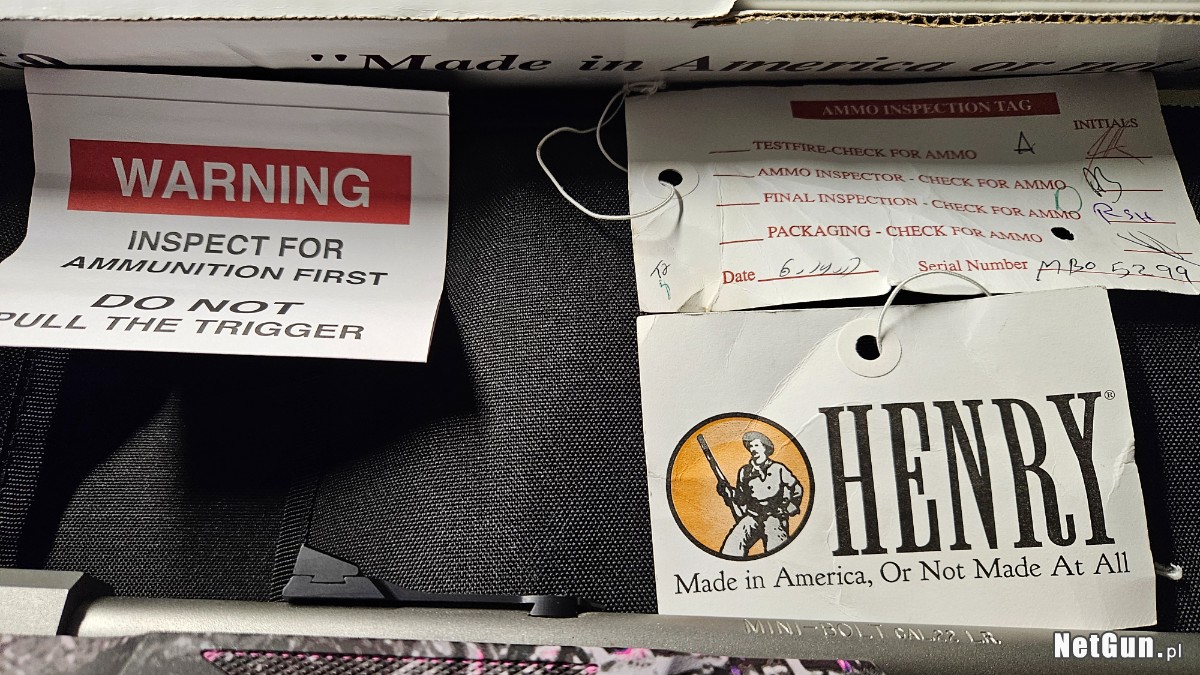 "Made in America or not
WARNING
INSPECT FOR
AMMUNITION FIRST
DO NOT
PULL THE TRIGGER
AMMO INSPECTION TAG
INITIALS
TESTFIRE-CHECK FOR AMMO
AMMO INSPECTOR - CHECK FOR AMMO
FINAL INSPECTION - CHECK FOR AMMO
PACKAGING - CHECK FOR AMMO
Date
Serial Number MB05299
HENRY®
Made in America, Or Not Made At All
MINI-BOLT CAL.22 L.R.
NetGun.pl